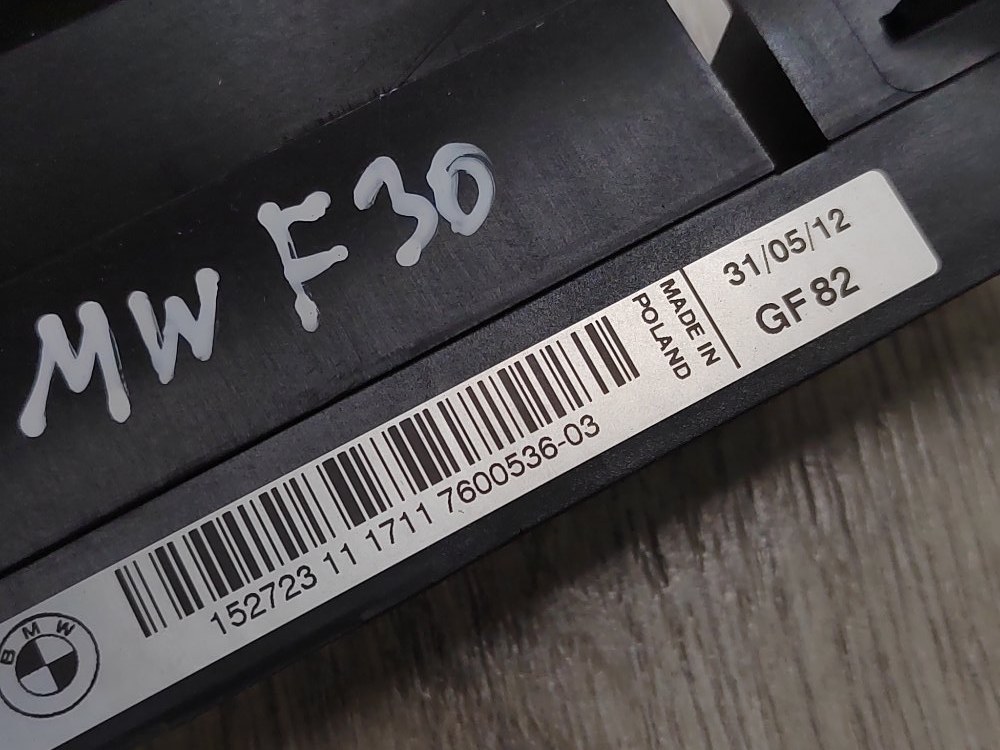 MW F30
31/05/12
GF 82
MADE IN
POLAND
152723 11 1711 7600536-03
BMW